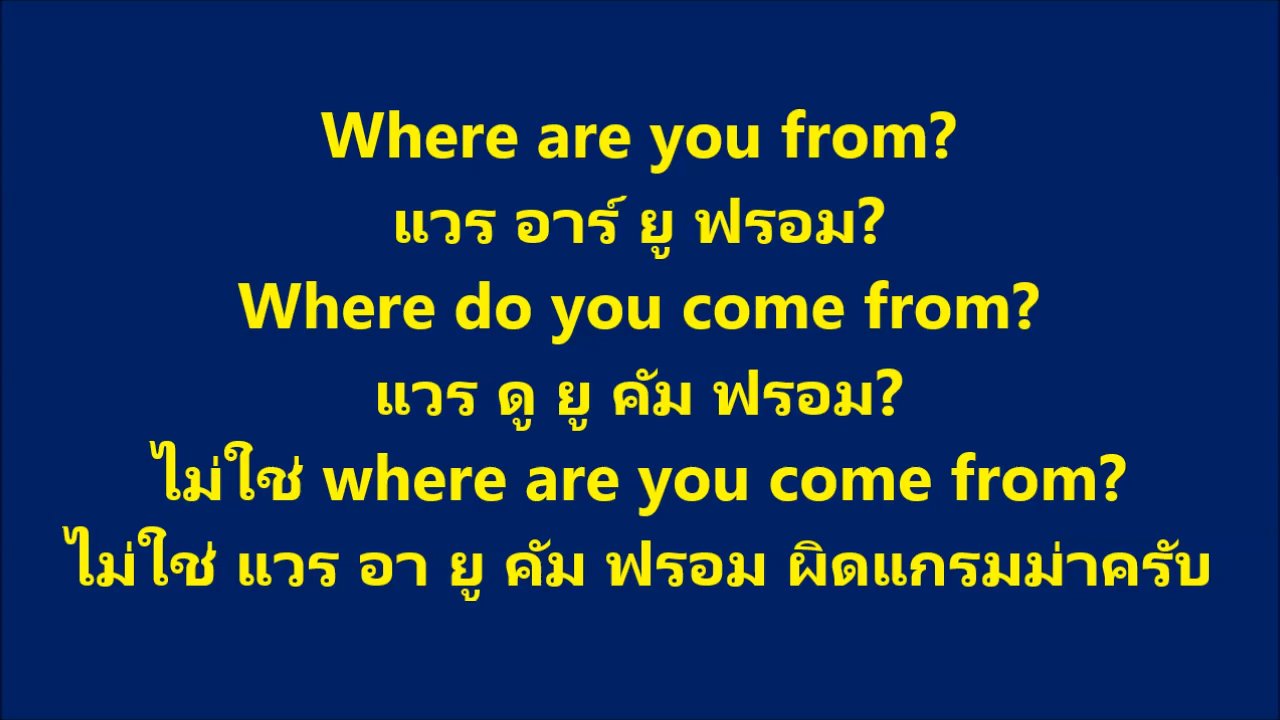 Where are you from?
แวร อาร์ ยู ฟรอม?
Where do you come from?
แวร ดู ยู คัม ฟรอม?
ไม่ใช่ where are you come from?
ไม่ใช่ แวร อา ยู คัม ฟรอม ผิดแกรมม่าครับ